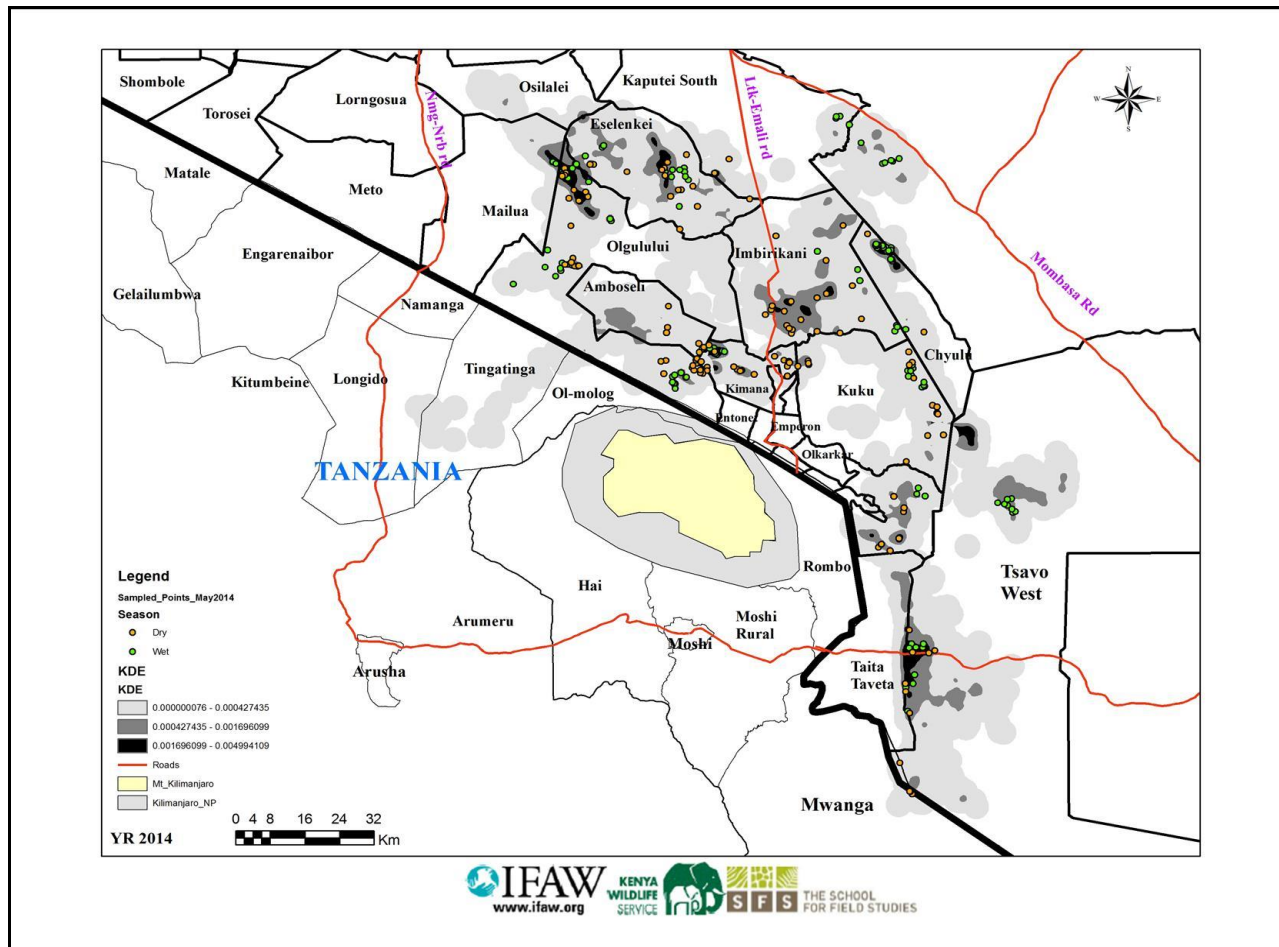 Shombole
Torosei
Lorngosua
Osilalei
Kaputei South
Nmg-Nrb rd
Ltk-Emali rd
Eselenkei
N
W
E
S
Matale
Meto
Mailua
Engarenaibor
Olgululului
Imbirikani
Gelailumbwa
Namanga
Amboseli
Mombasa Rd
Kitumbeine
Longido
Tingatinga
Ol-molog
Kimana
Kuku
Chyulu
Entonet
Emperon
Olkarkar
TANZANIA
Rombo
Tsavo
West
Hai
Arumeru
Moshi
Rural
Moshi
Arusha
Taita
Taveta
Mwanga
Legend
Sampled_Points_May2014
Season
Dry
Wet
KDE
KDE
0.000000076 - 0.000427435
0.000427435 - 0.001696099
0.001696099 - 0.004994109
Roads
Mt_Kilimanjaro
Kilimanjaro_NP
YR 2014
0 4 8 16 24 32
Km
IFAW
www.ifaw.org
KENYA
WILDLIFE
SERVICE
SFS
THE SCHOOL
FOR FIELD STUDIES